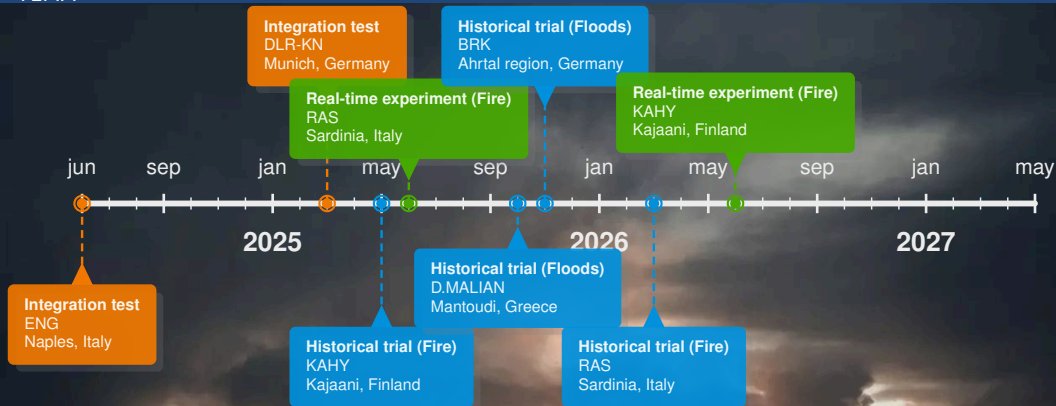 Integration test
DLR-KN
Munich, Germany
Historical trial (Floods)
BRK
Ahrtal region, Germany
Real-time experiment (Fire)
RAS
Sardinia, Italy
Real-time experiment (Fire)
KAHY
Kajaani, Finland
jun sep jan may sep jan may sep jan may
2025 2026 2027
Integration test
ENG
Naples, Italy
Historical trial (Fire)
KAHY
Kajaani, Finland
Historical trial (Floods)
D.MALIAN
Mantoudi, Greece
Historical trial (Fire)
RAS
Sardinia, Italy